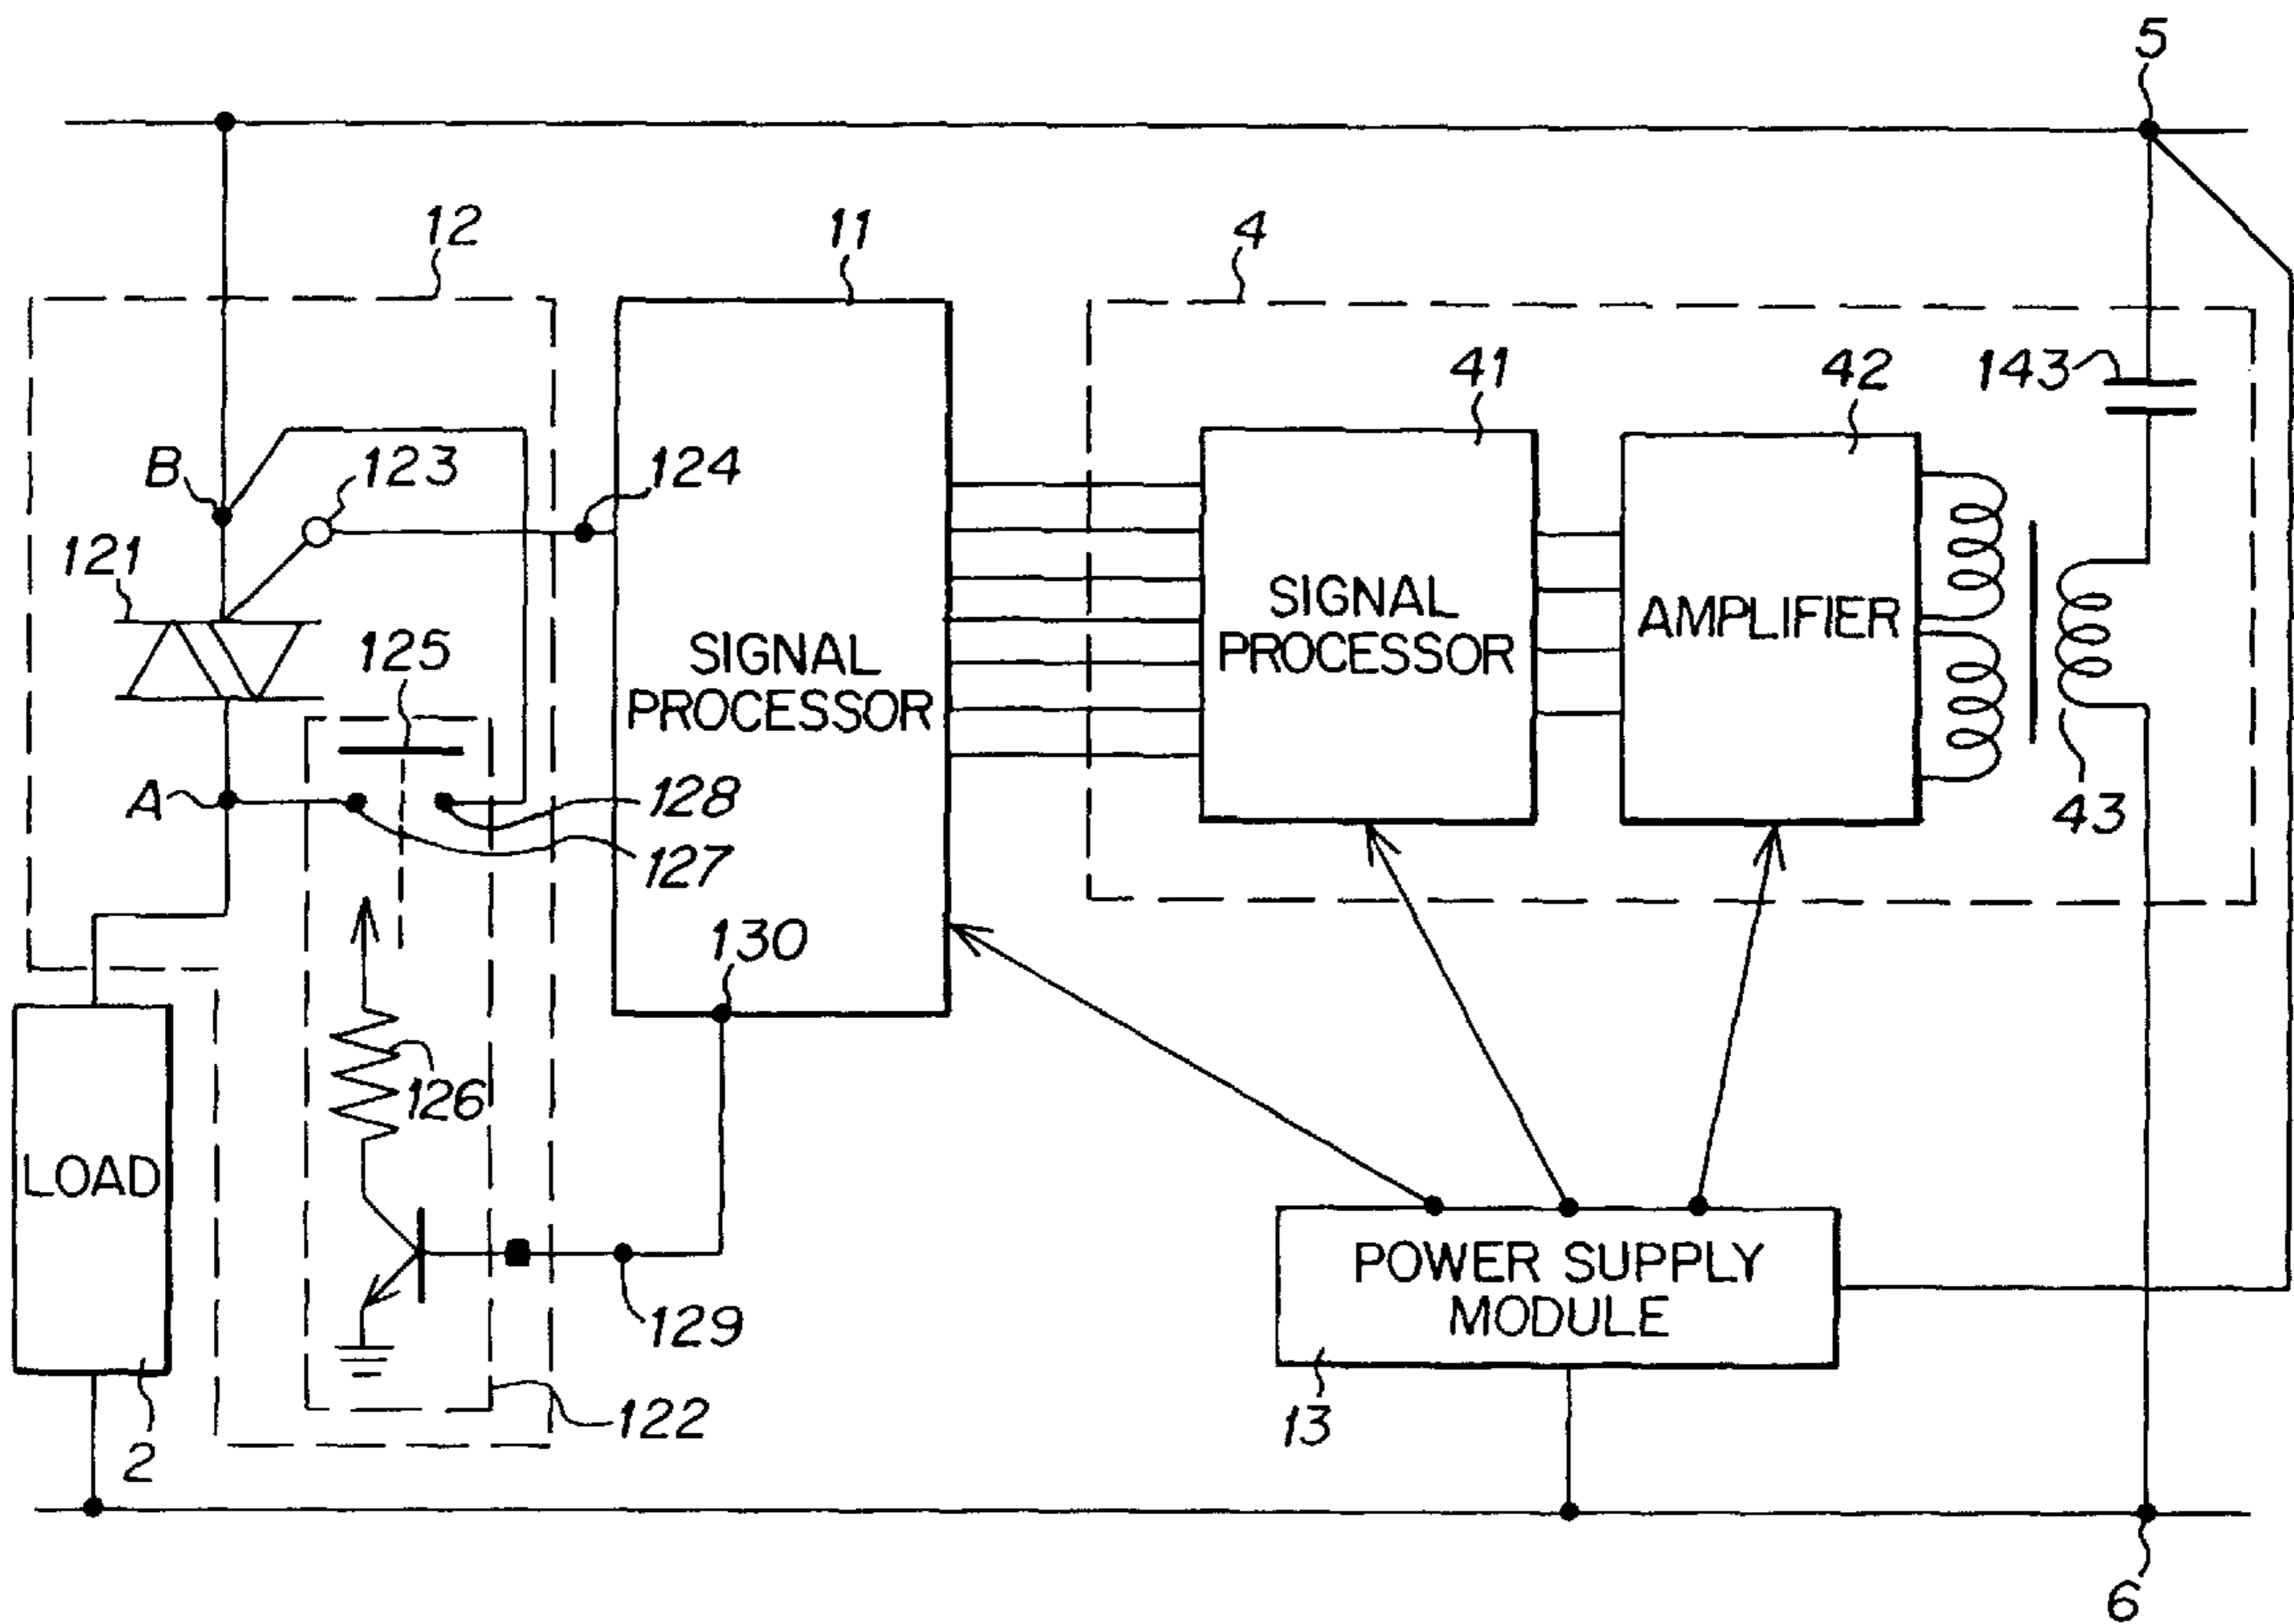 5
12
11
4
41
42
143
B
123
124
121
SIGNAL
PROCESSOR
AMPLIFIER
125
SIGNAL
PROCESSOR
A
128
127
43
130
126
LOAD
POWER SUPPLY
MODULE
129
122
13
2
6